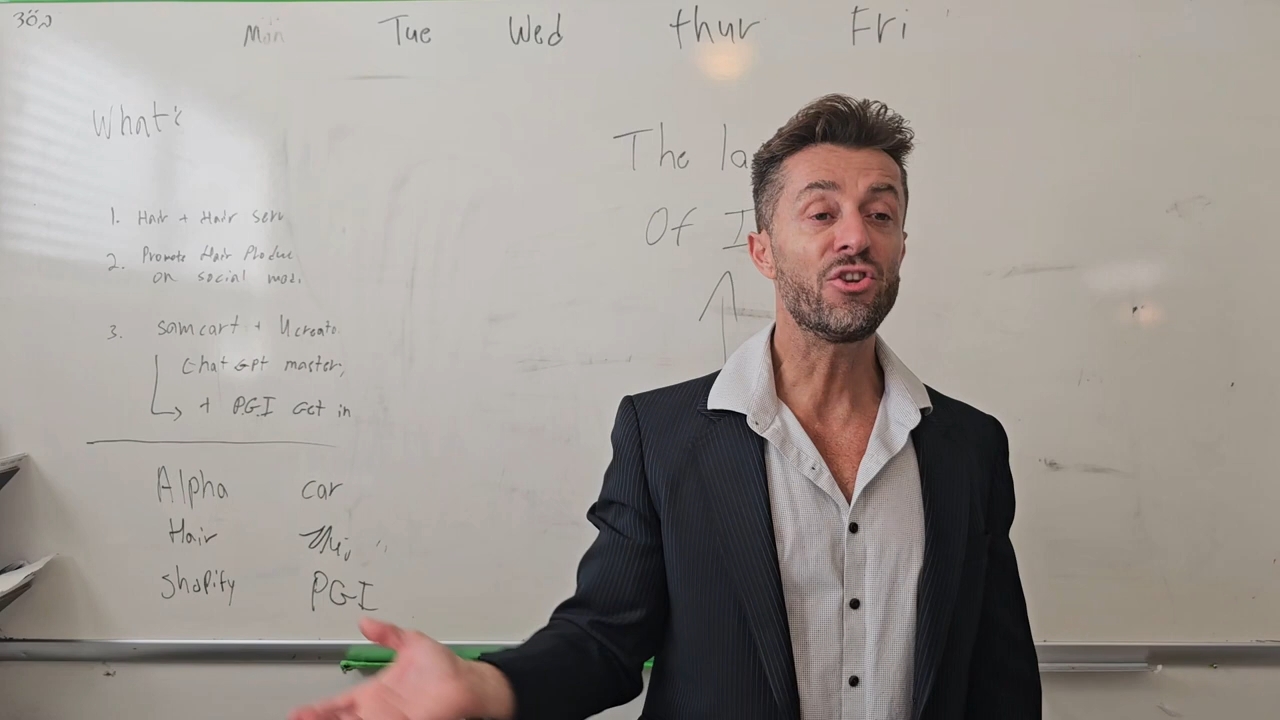 Mon Tue Wed thur Fri
What's
The la
Of I
1. Hair + Hair serv
2. Promote Hair Produc
on social med.
3. samcart + Ucreate
Chat GPt master,
+ PGI Get in
Alpha car
Hair
shopify PGI